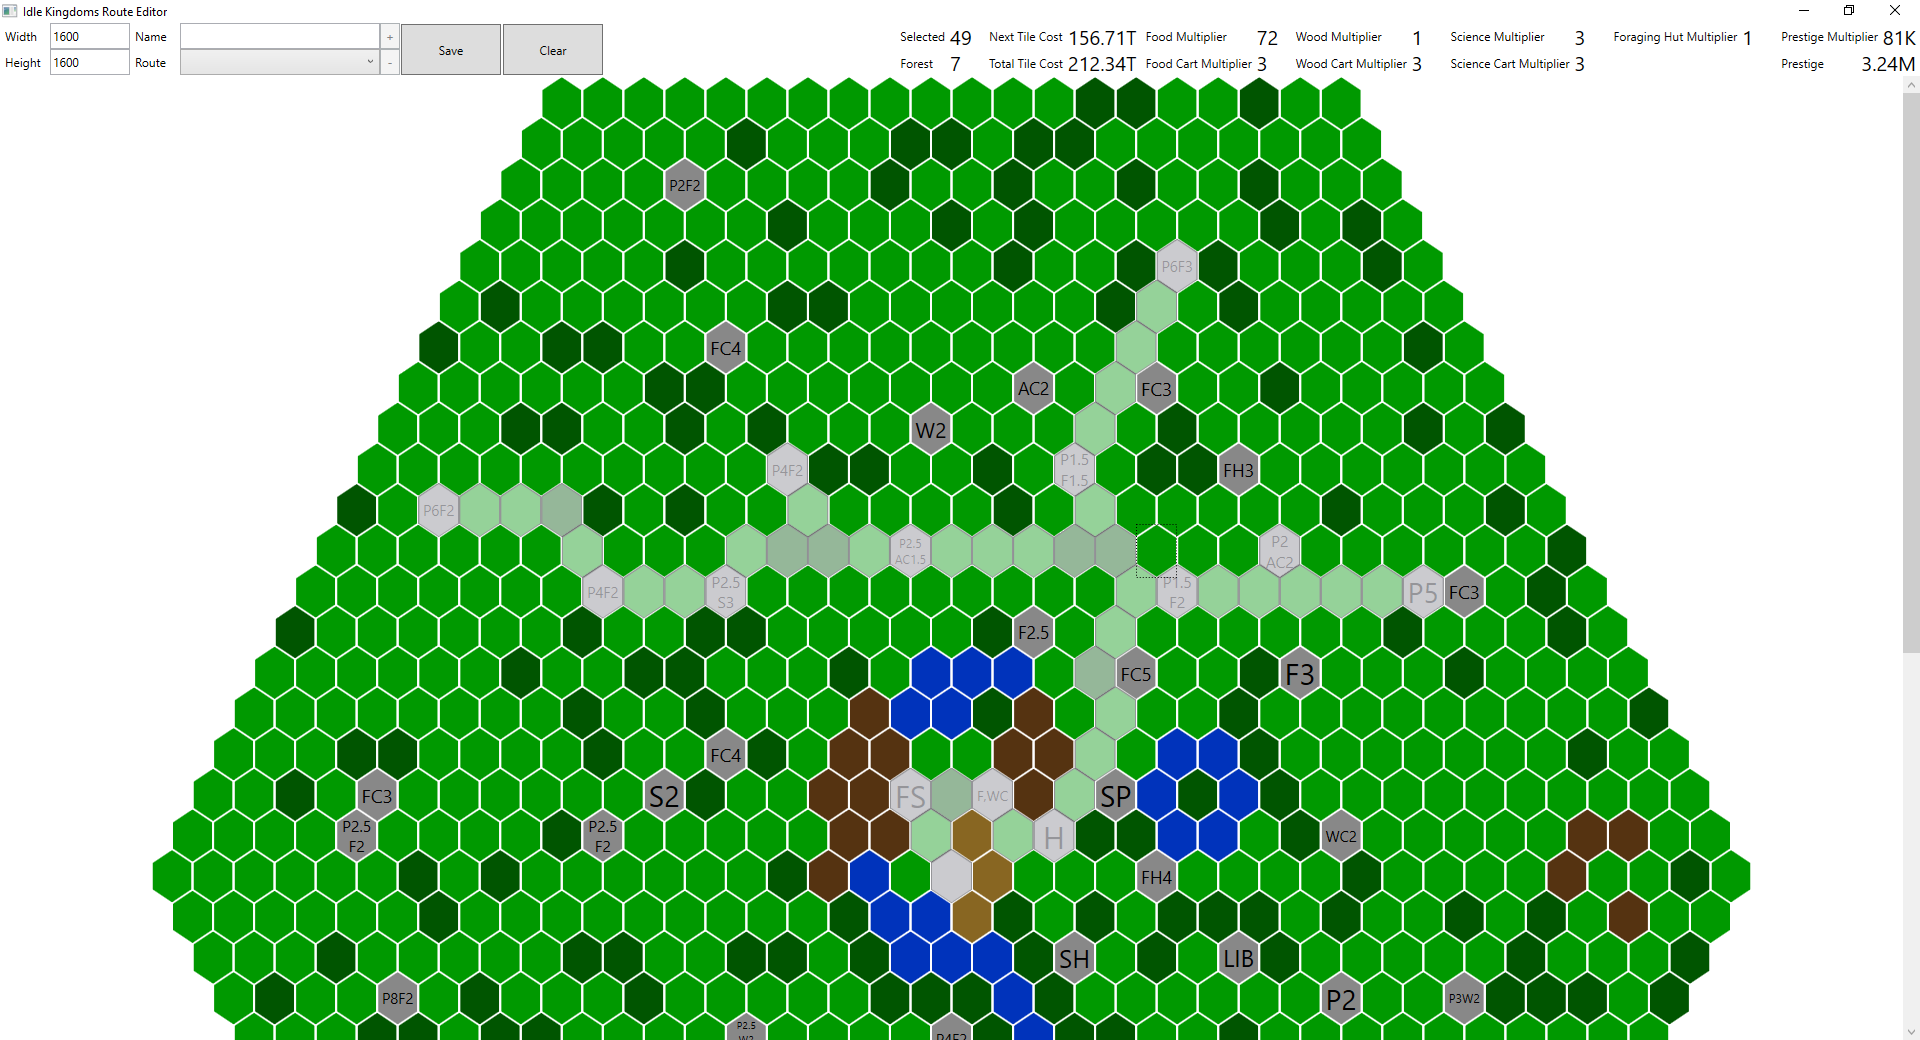 Idle Kingdoms Route Editor
Width 1600 Name + Save Clear Selected 49 Next Tile Cost 156.71T Food Multiplier 72 Wood Multiplier 1 Science Multiplier 3 Foraging Hut Multiplier 1 Prestige Multiplier 81K
Height 1600 Route - Forest 7 Total Tile Cost 212.34T Food Cart Multiplier 3 Wood Cart Multiplier 3 Science Cart Multiplier 3 Prestige 3.24M
P2F2
P6F3
FC4
AC2 FC3
W2
P4F2 P1.5 FH3
F1.5
P6F2
P2.5 P2
AC1.5 AC2
P4F2 P2.5 P1.5 P5 FC3
S3 F2
F2.5
FC5 F3
FC4
FC3 S2 FS F,WC SP
P2.5 P2.5 H WC2
F2 F2
FH4
SH LIB
P8F2 P2 P3W2
P2.5 P4F2
W2